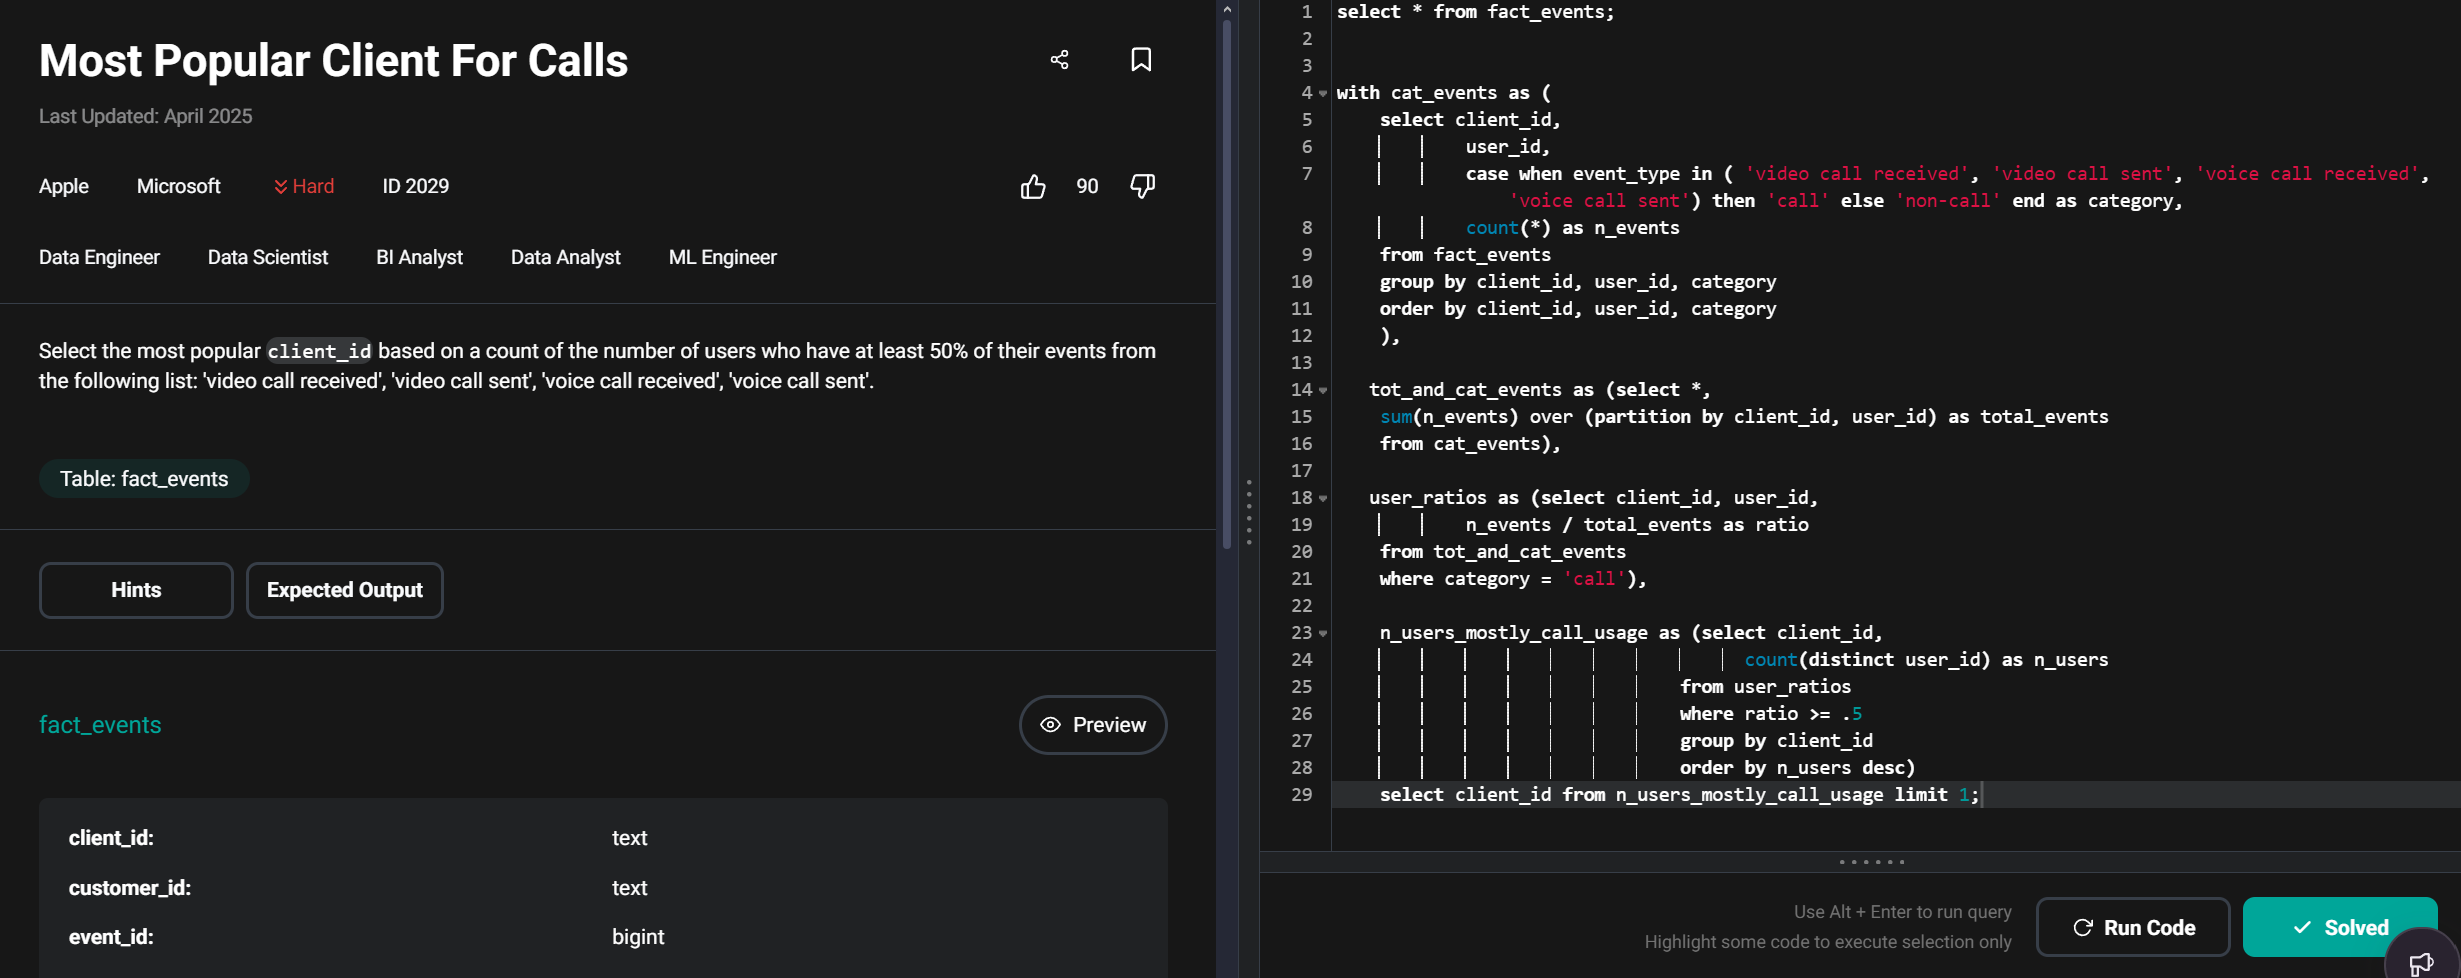 Most Popular Client For Calls
Last Updated: April 2025
Apple Microsoft Hard ID 2029 90
Data Engineer Data Scientist BI Analyst Data Analyst ML Engineer
Select the most popular client_id based on a count of the number of users who have at least 50% of their events from
the following list: 'video call received', 'video call sent', 'voice call received', 'voice call sent'.
Table: fact_events
Hints Expected Output
fact_events Preview
client_id: text
customer_id: text
event_id: bigint
1 select * from fact_events;
2
3
4 with cat_events as (
5 select client_id,
6 user_id,
7 case when event_type in ( 'video call received', 'video call sent', 'voice call received',
'voice call sent') then 'call' else 'non-call' end as category,
8 count(*) as n_events
9 from fact_events
10 group by client_id, user_id, category
11 order by client_id, user_id, category
12 ),
13
14 tot_and_cat_events as (select *,
15 sum(n_events) over (partition by client_id, user_id) as total_events
16 from cat_events),
17
18 user_ratios as (select client_id, user_id,
19 n_events / total_events as ratio
20 from tot_and_cat_events
21 where category = 'call'),
22
23 n_users_mostly_call_usage as (select client_id,
24 count(distinct user_id) as n_users
25 from user_ratios
26 where ratio >= .5
27 group by client_id
28 order by n_users desc)
29 select client_id from n_users_mostly_call_usage limit 1;
Use Alt + Enter to run query
Highlight some code to execute selection only
Run Code Solved